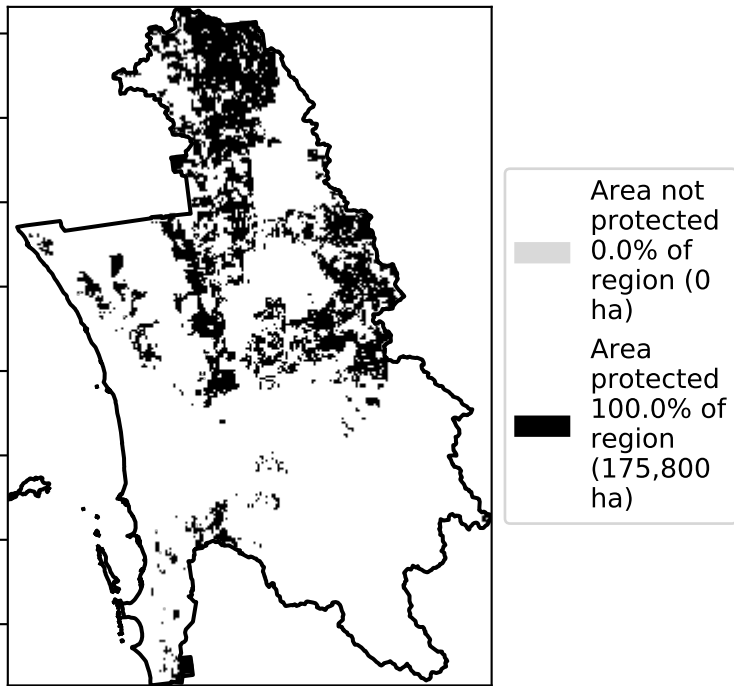 Area not
protected
0.0% of
region (0
ha)
Area
protected
100.0% of
region
(175,800
ha)